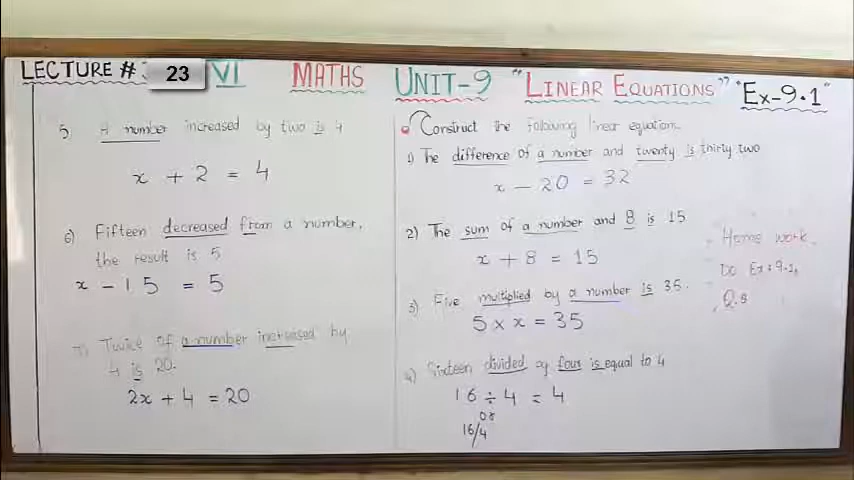 LECTURE # 23 VI MATHS UNIT-9 "LINEAR EQUATIONS" "Ex-9.1"
5) A number increased by two is 4
x + 2 = 4
6) Fifteen decreased from a number,
the result is 5
x - 15 = 5
7) Twice of a number increased by
4 is 20.
2x + 4 = 20
Construct the following linear equation.
1) The difference of a number and twenty is thirty two
x - 20 = 32
2) The sum of a number and 8 is 15
x + 8 = 15
3) Five multiplied by a number is 35.
5 x x = 35
4) Sixteen divided by four is equal to 4
16 ÷ 4 = 4
or
16/4
Home work
Do Ex: 9.1,